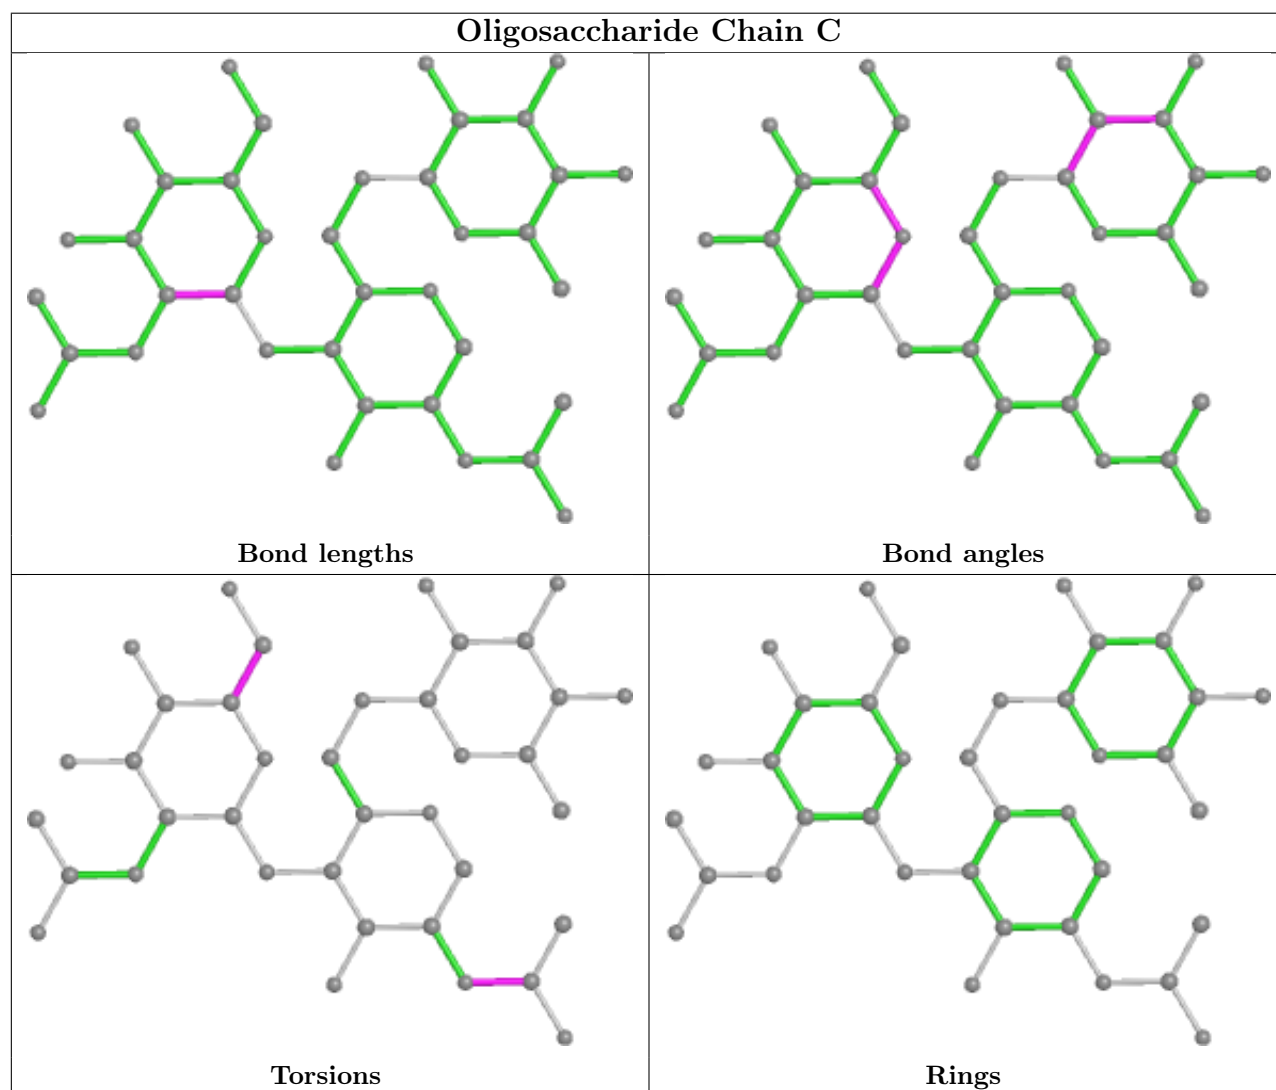 Oligosaccharide Chain C
Bond lengths
Bond angles
Torsions
Rings